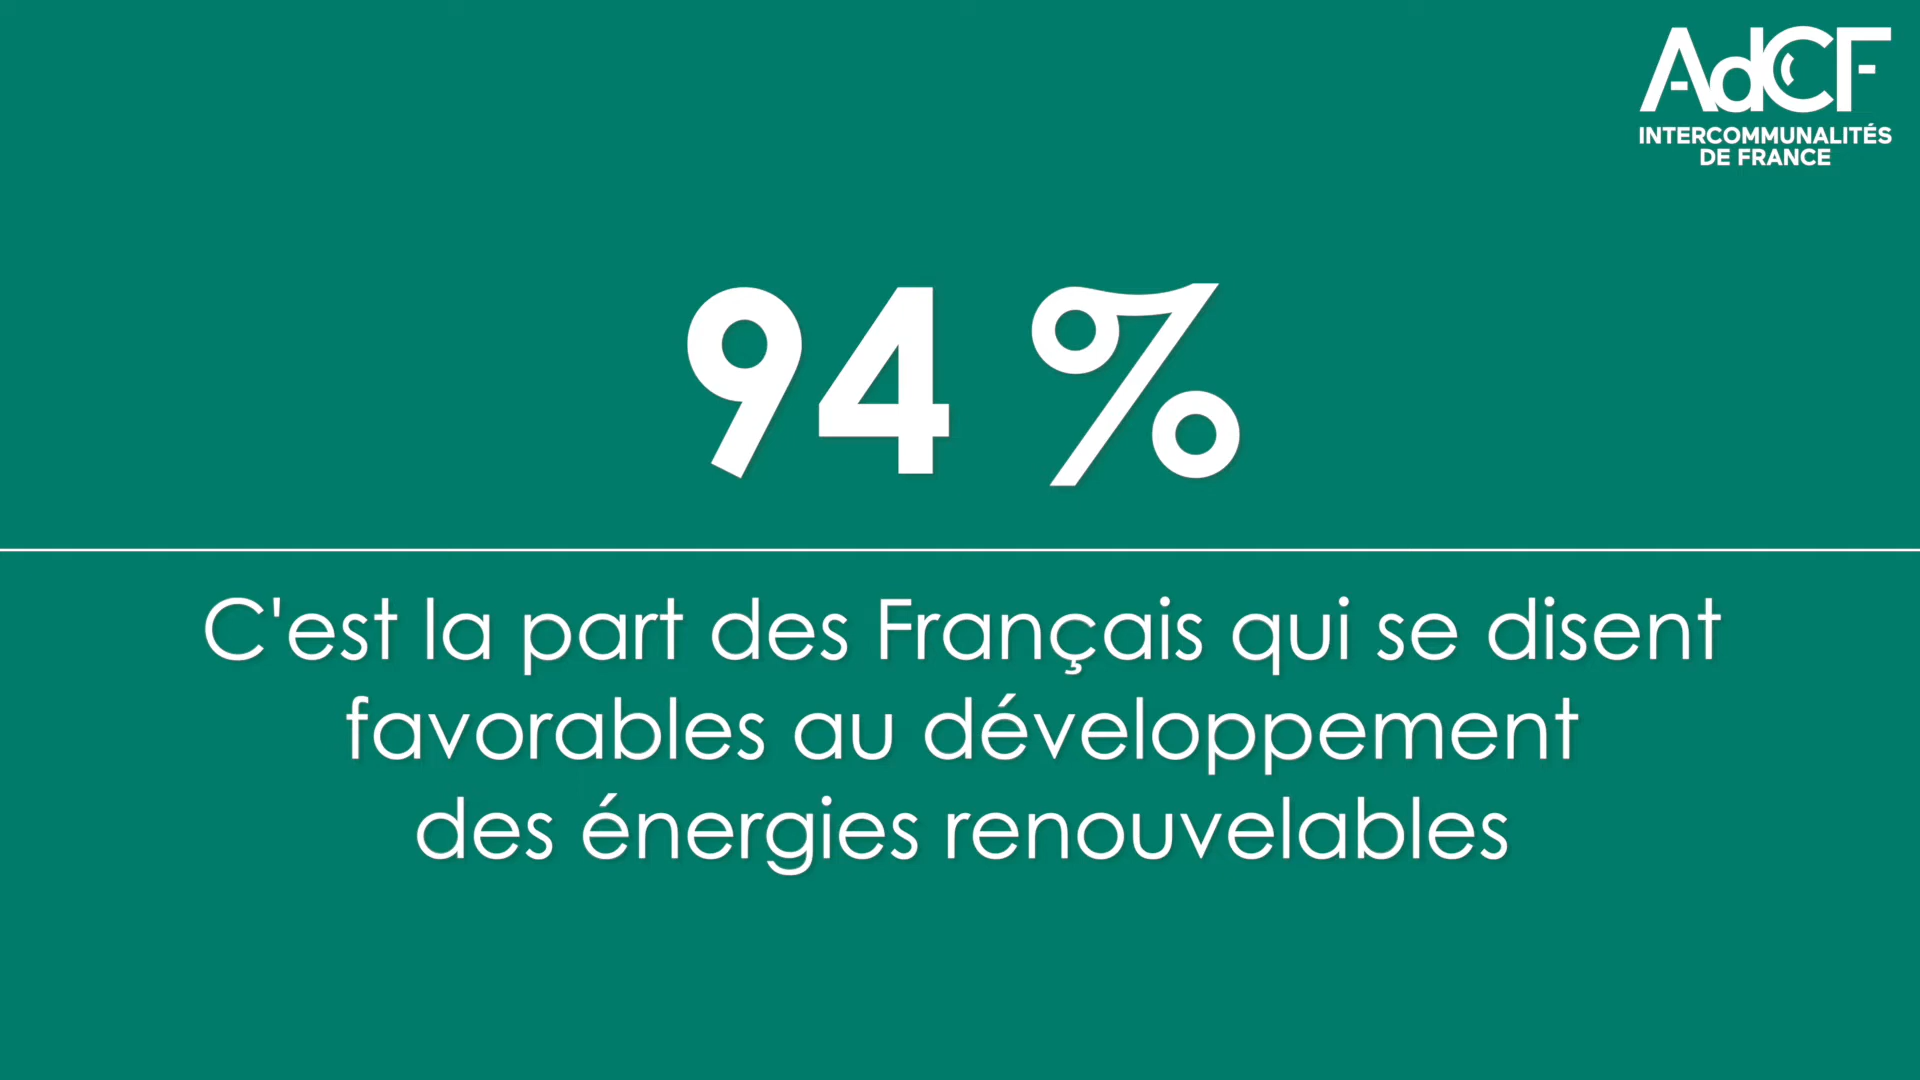 AdCF
INTERCOMMUNALITÉS
DE FRANCE
94 %
C'est la part des Français qui se disent
favorables au développement
des énergies renouvelables